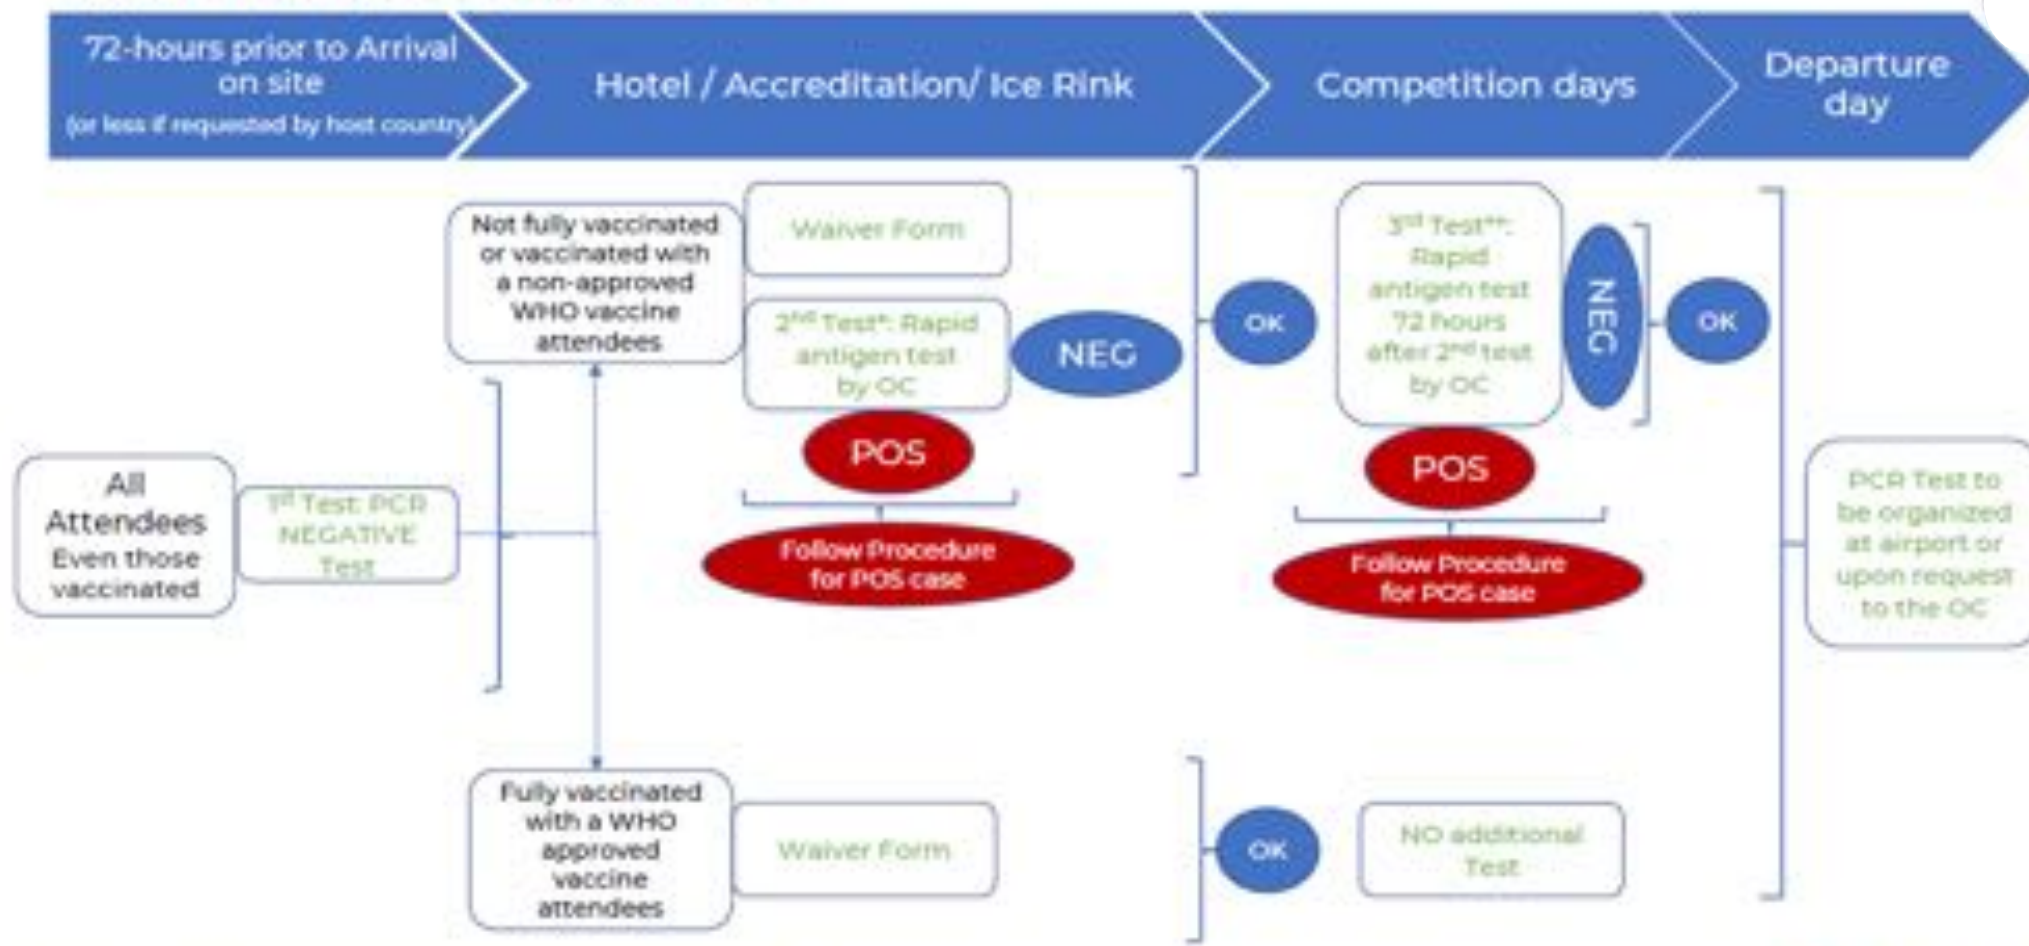 72-hours prior to Arrival
on site
(or less if requested by host country)
Hotel / Accreditation/ Ice Rink
Competition days
Departure
day
Not fully vaccinated
or vaccinated with
a non-approved
WHO vaccine
attendees
Waiver Form
2nd Test*: Rapid
antigen test
by OC
NEG
POS
Follow Procedure
for POS case
OK
3rd Test**:
Rapid
antigen test
72 hours
after 2nd test
by OC
NEG
POS
Follow Procedure
for POS case
OK
All
Attendees
Even those
vaccinated
1st Test: PCR
NEGATIVE
Test
PCR Test to
be organized
at airport or
upon request
to the OC
Fully vaccinated
with a WHO
approved
vaccine
attendees
Waiver Form
OK
NO additional
Test